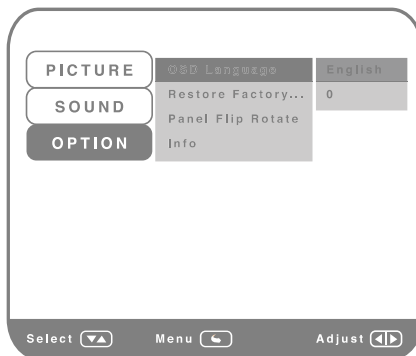 PICTURE
OSD Language English
SOUND
Restore Factory... 0
Panel Flip Rotate
OPTION
Info
Select Menu Adjust